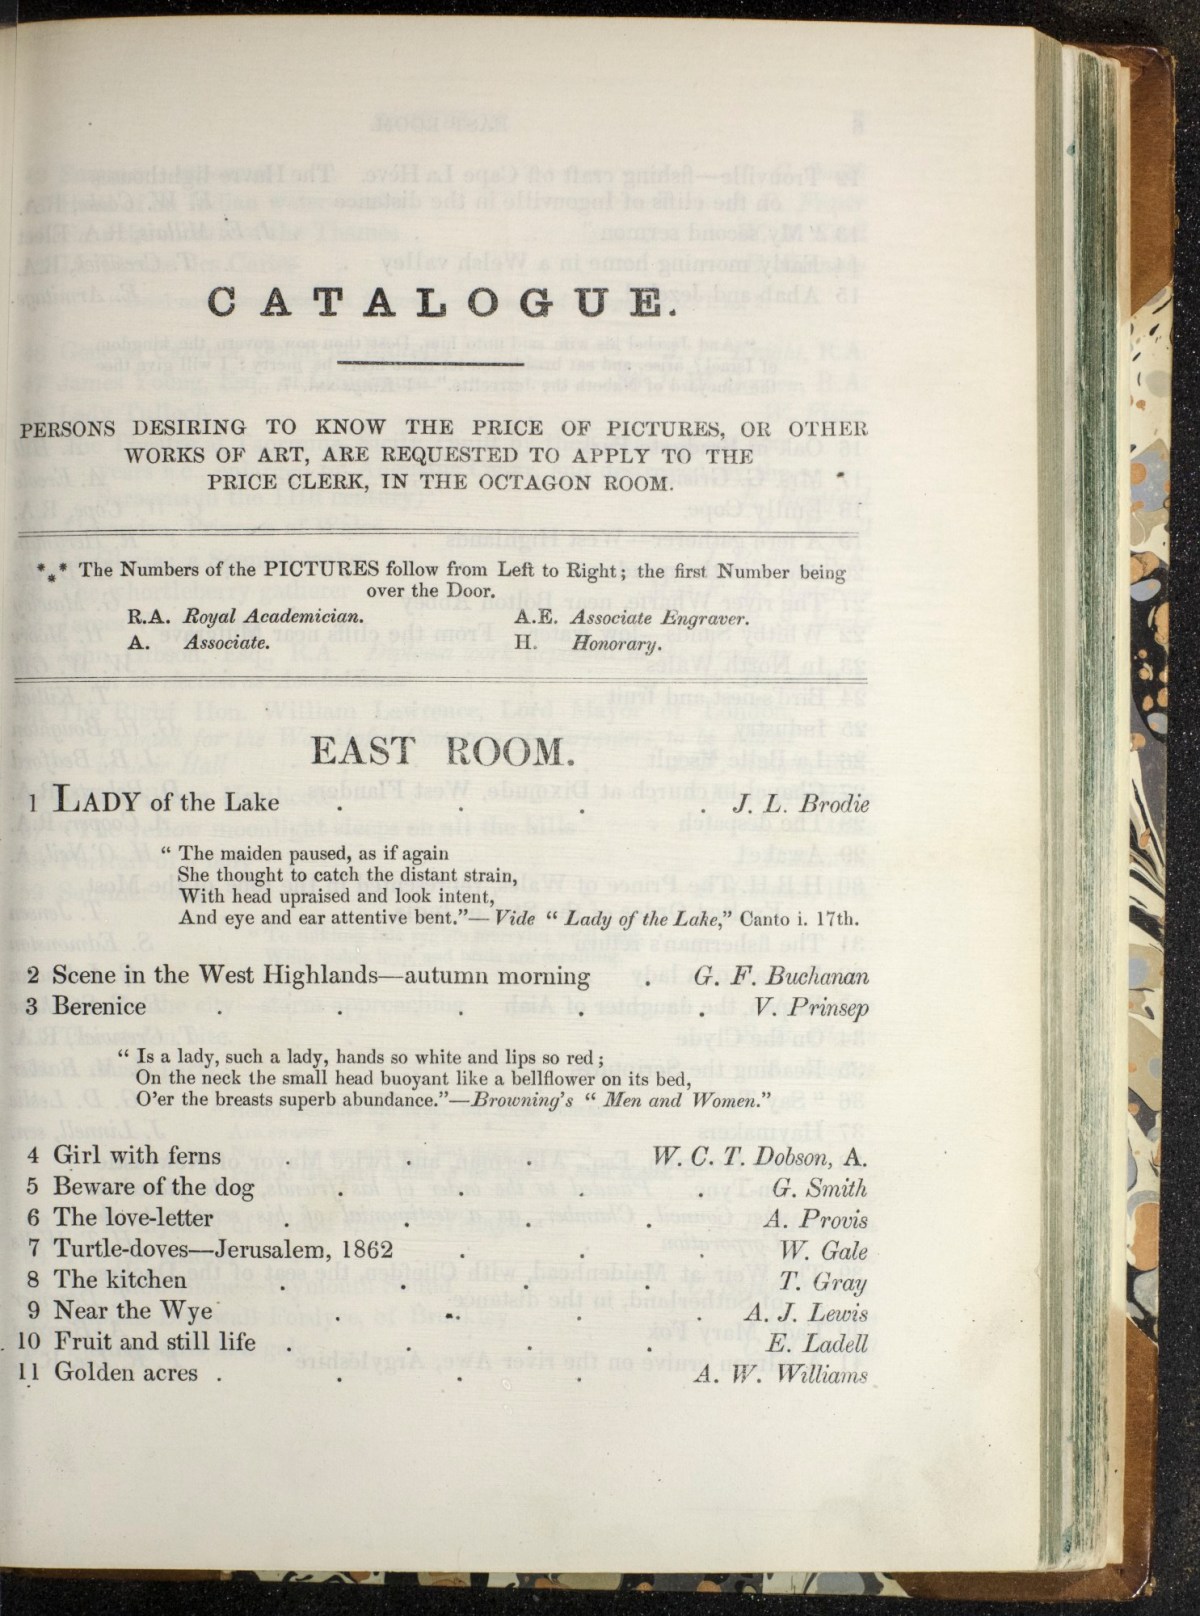 CATALOGUE.
PERSONS DESIRING TO KNOW THE PRICE OF PICTURES, OR OTHER
WORKS OF ART, ARE REQUESTED TO APPLY TO THE
PRICE CLERK, IN THE OCTAGON ROOM.
*⁎* The Numbers of the PICTURES follow from Left to Right; the first Number being
over the Door.
R.A. Royal Academician. A.E. Associate Engraver.
A. Associate. H. Honorary.
EAST ROOM.
1 LADY of the Lake . . . . J. L. Brodie
“ The maiden paused, as if again
She thought to catch the distant strain,
With head upraised and look intent,
And eye and ear attentive bent.”—Vide “ Lady of the Lake,” Canto i. 17th.
2 Scene in the West Highlands—autumn morning . G. F. Buchanan
3 Berenice . . . . . V. Prinsep
“ Is a lady, such a lady, hands so white and lips so red;
On the neck the small head buoyant like a bellflower on its bed,
O’er the breasts superb abundance.”—Browning’s “ Men and Women.”
4 Girl with ferns . . . W. C. T. Dobson, A.
5 Beware of the dog . . . . G. Smith
6 The love-letter . . . . A. Provis
7 Turtle-doves—Jerusalem, 1862 . . . W. Gale
8 The kitchen . . . . T. Gray
9 Near the Wye . . . . A. J. Lewis
10 Fruit and still life . . . . E. Ladell
11 Golden acres . . . . A. W. Williams